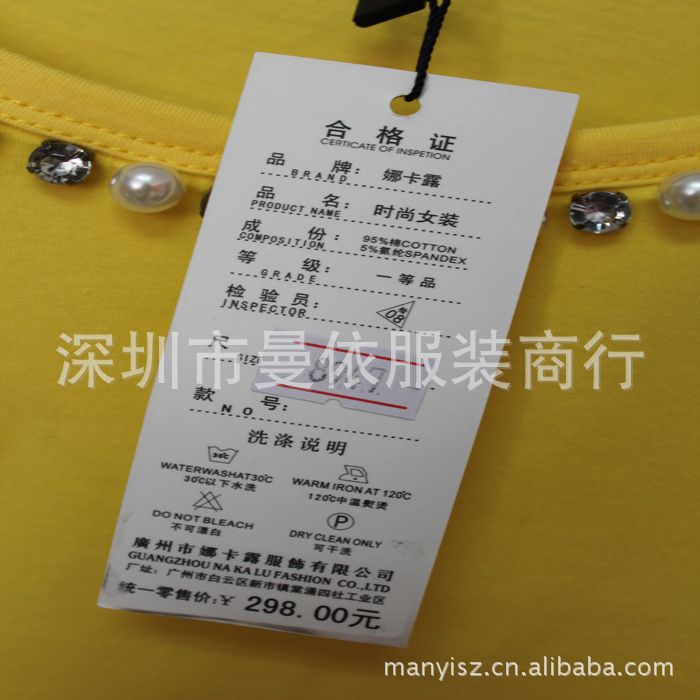 合格证
CERTIFICATE OF INSPETION
品 牌: 娜卡露
BRAND
品 名: 时尚女装
PRODUCT NAME
成 份: 95%棉COTTON
COMPOSITION 5%氨纶SPANDEX
等 级: 一等品
GRADE
检验员:
INSPECTOR 08
尺
SIZE
深圳市曼依服装商行
款 号:
NO
洗涤说明
30℃
WATERWASHAT30℃ WARM IRON AT 120℃
30℃以下水洗 120℃中温熨烫
P
DO NOT BLEACH DRY CLEAN ONLY
不可漂白 可干洗
廣州市娜卡露服飾有限公司
GUANGZHOU NA KA LU FASHION CO.,LTD
厂址: 广州市白云区新市镇棠涌四社工业区
统一零售价:¥ 298.00元
manyisz.cn.alibaba.com